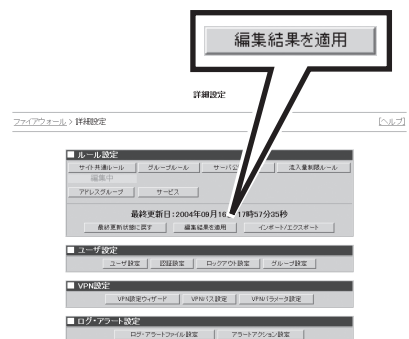 編集結果を適用
詳細設定
ファイアウォール > 詳細設定
[ヘルプ]
■ ルール設定
サイト共通ルール グループルール サーバ公 流入量制限ルール
編集中
アドレスグループ サービス
最終更新日:2004年09月16 17時57分35秒
最終更新状態に戻す 編集結果を適用 インポート/エクスポート
■ ユーザ設定
ユーザ設定 認証設定 ロックアウト設定 グループ設定
■ VPN設定
VPN設定ウィザード VPNパス設定 VPNパラメータ設定
■ ログ・アラート設定
ログ・アラートファイル設定 アラートアクション設定